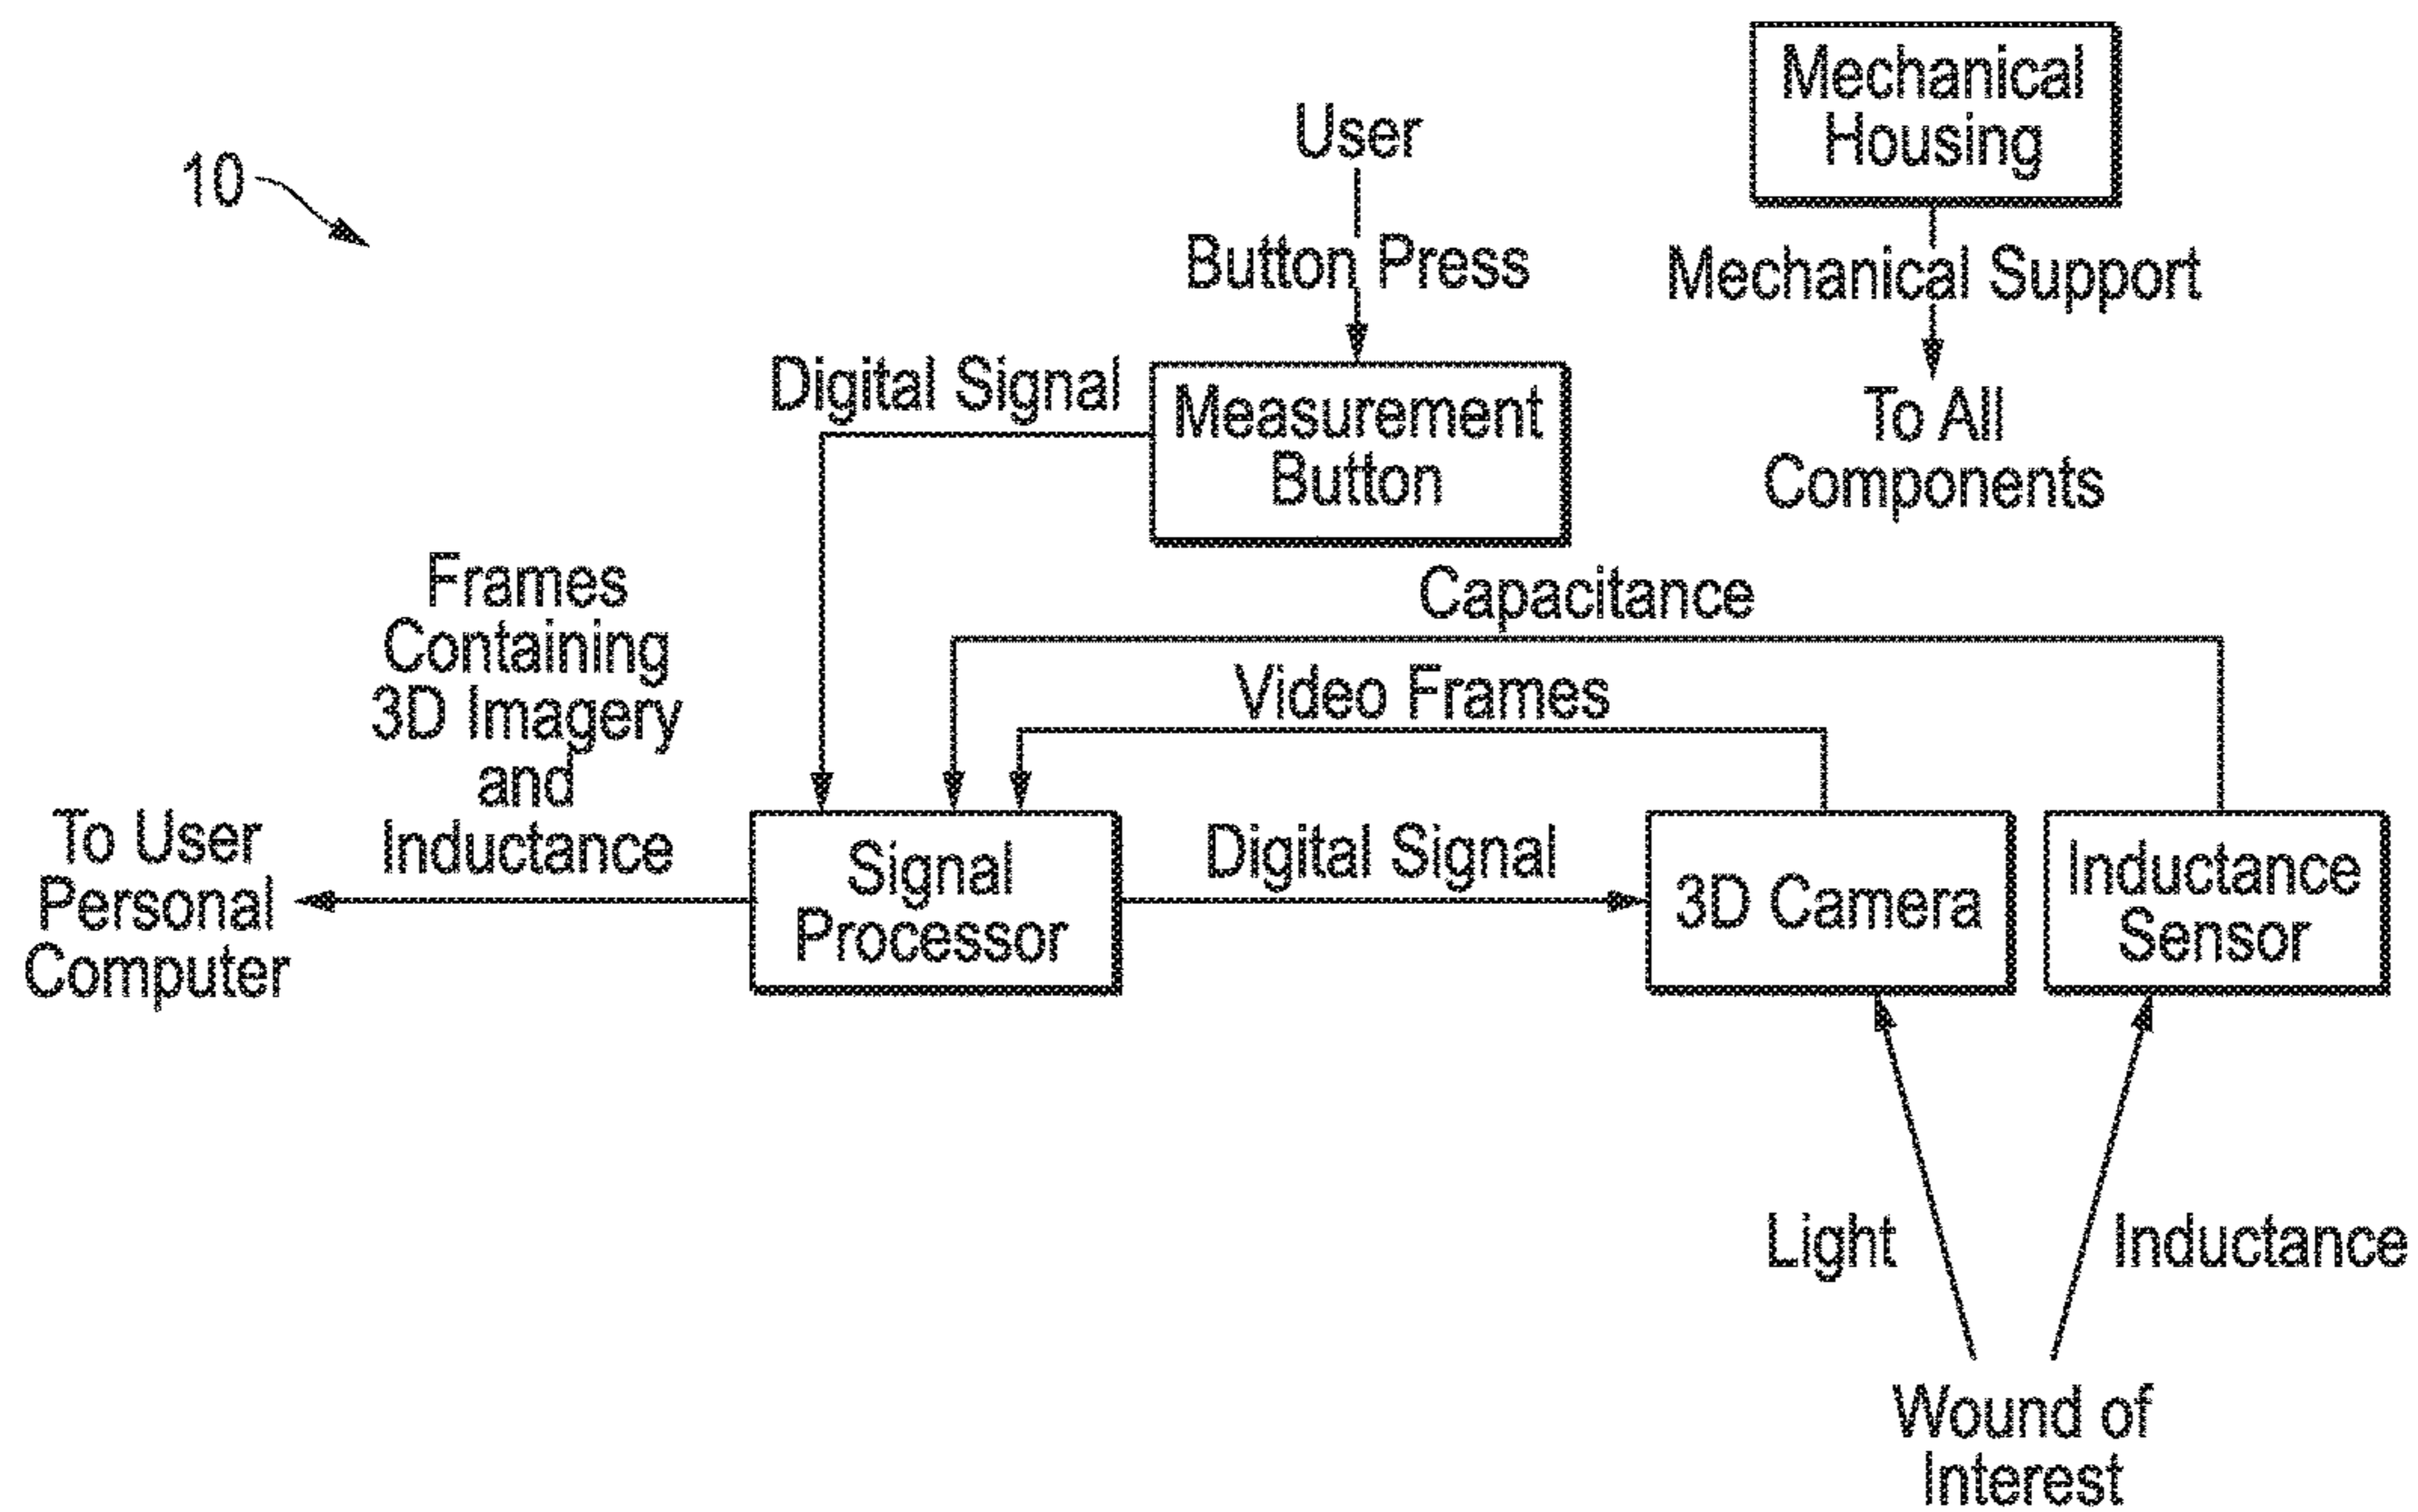 10
User
Button Press
Mechanical
Housing
Mechanical Support
To All
Components
Digital Signal
Measurement
Button
Frames
Containing
3D Imagery
and
Inductance
Capacitance
Video Frames
To User
Personal
Computer
Signal
Processor
Digital Signal
3D Camera
Inductance
Sensor
Light
Inductance
Wound of
Interest